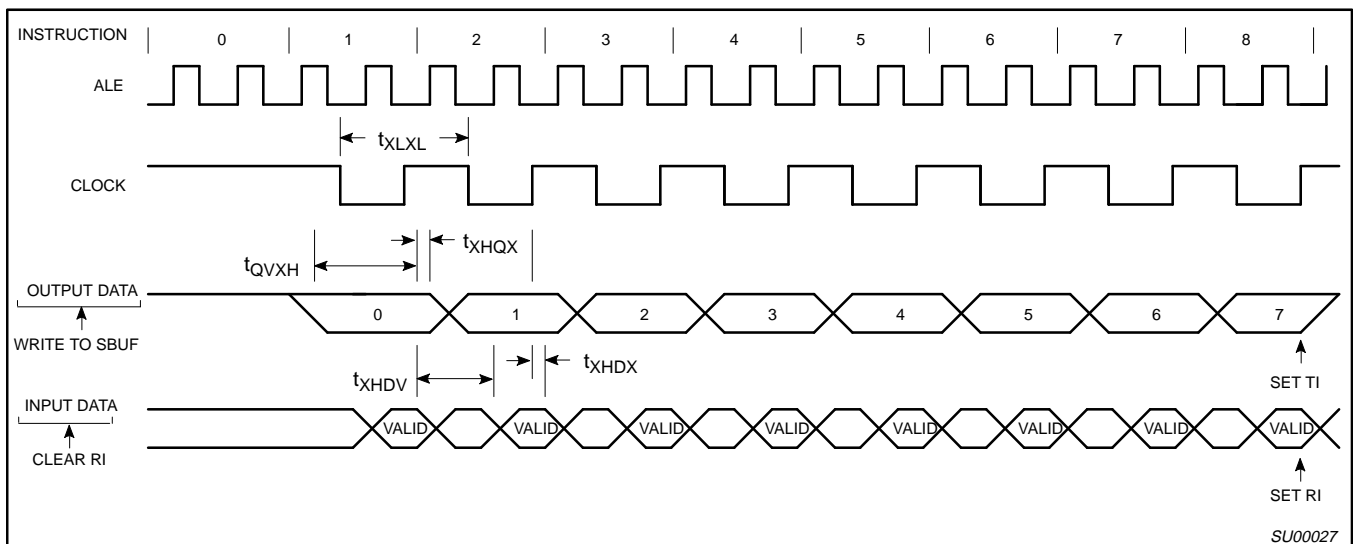 INSTRUCTION 0 1 2 3 4 5 6 7 8
ALE
tXLXL
CLOCK
tQVXH tXHQX
OUTPUT DATA 0 1 2 3 4 5 6 7
WRITE TO SBUF
SET TI
tXHDV tXHDX
INPUT DATA VALID VALID VALID VALID VALID VALID VALID VALID
CLEAR RI
SET RI
SU00027